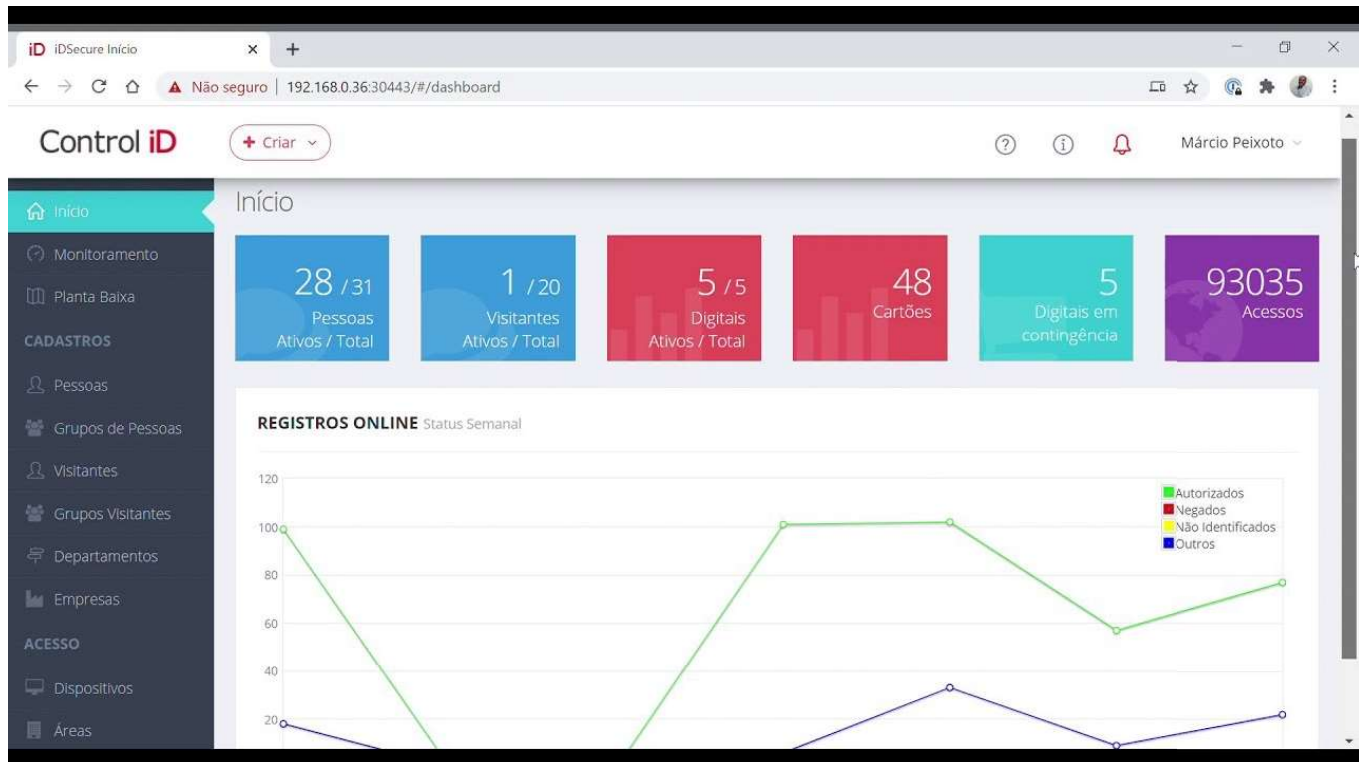 iDSecure Início
Não seguro | 192.168.0.36:30443/#/dashboard
Control iD
+ Criar
Márcio Peixoto
Início
Início
Monitoramento
Planta Baixa
CADASTROS
Pessoas
Grupos de Pessoas
Visitantes
Grupos Visitantes
Departamentos
Empresas
ACESSO
Dispositivos
Áreas
28 / 31
Pessoas
Ativos / Total
1 / 20
Visitantes
Ativos / Total
5 / 5
Digitais
Ativos / Total
48
Cartões
5
Digitais em
contingência
93035
Acessos
REGISTROS ONLINE Status Semanal
120
100
80
60
40
20
Autorizados
Negados
Não Identificados
Outros